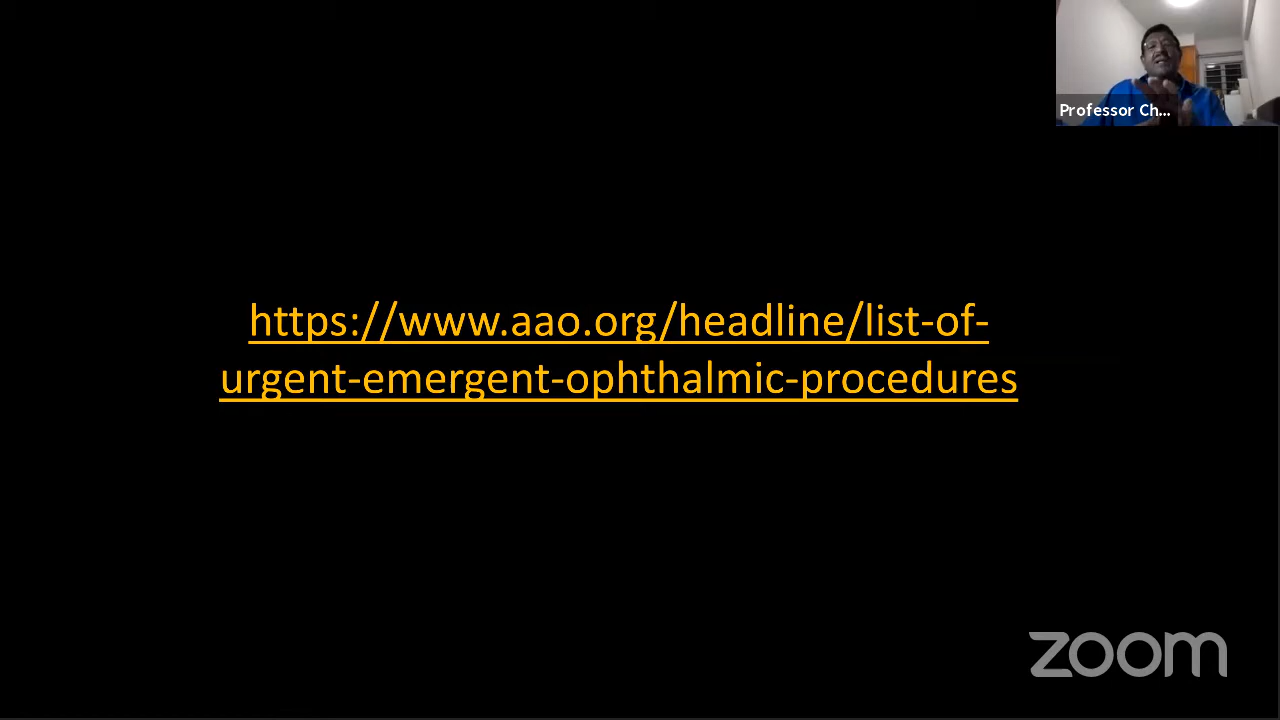 Professor Ch...
https://www.aao.org/headline/list-of-
urgent-emergent-ophthalmic-procedures
zoom